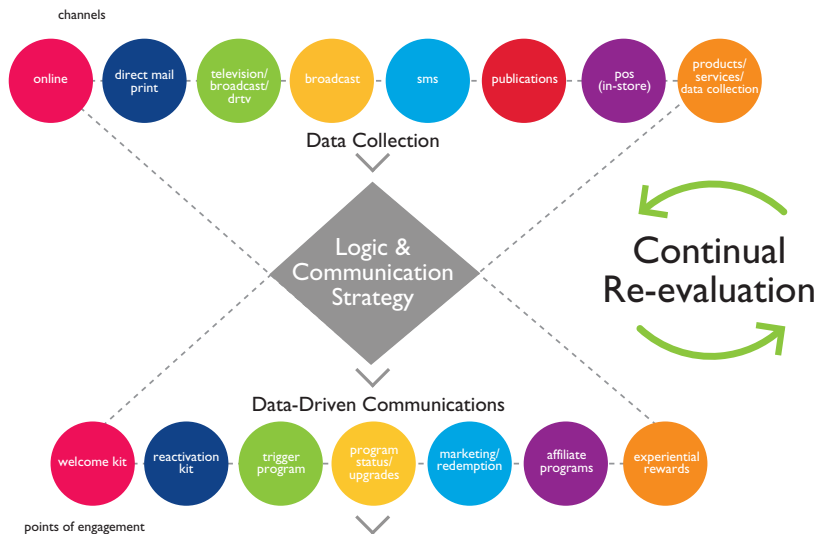 channels
online
direct mail
print
television/
broadcast/
drtv
broadcast
sms
publications
pos
(in-store)
products/
services/
data collection
Data Collection
Logic &
Communication
Strategy
Continual
Re-evaluation
Data-Driven Communications
welcome kit
reactivation
kit
trigger
program
program
status/
upgrades
marketing/
redemption
affiliate
programs
experiential
rewards
points of engagement